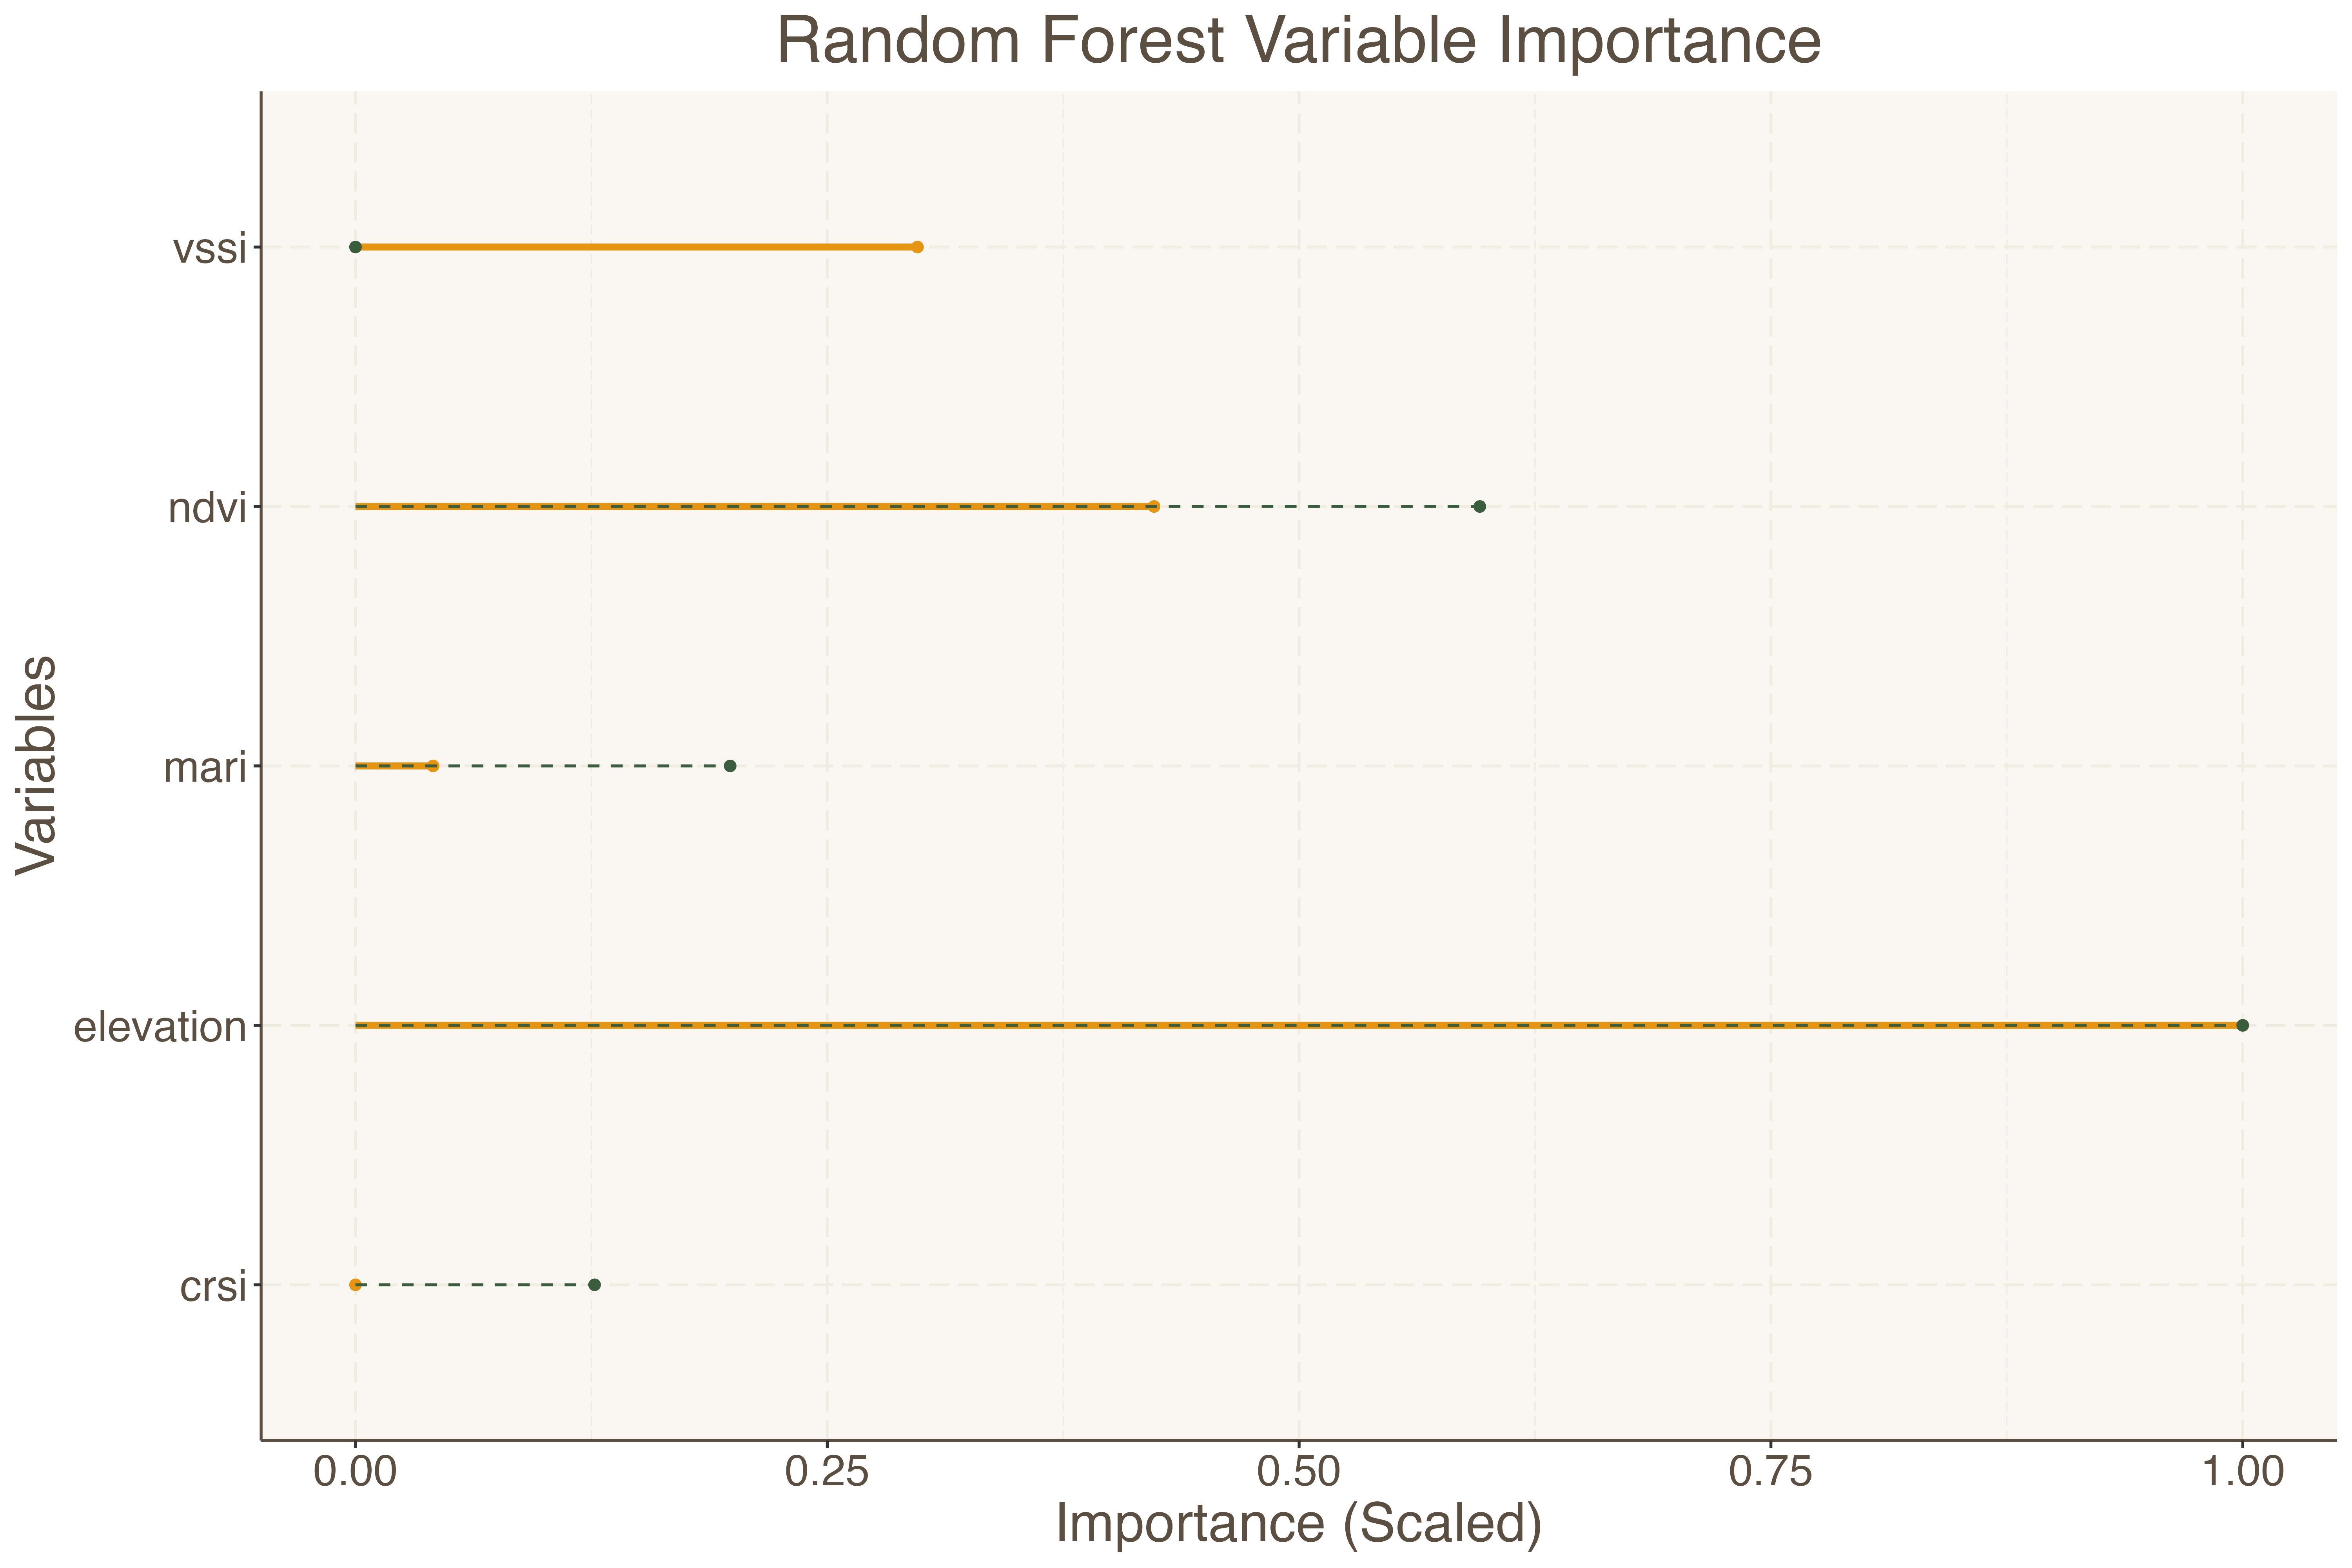 Random Forest Variable Importance
Variables
vssi
ndvi
mari
elevation
crsi
0.00 0.25 0.50 0.75 1.00
Importance (Scaled)